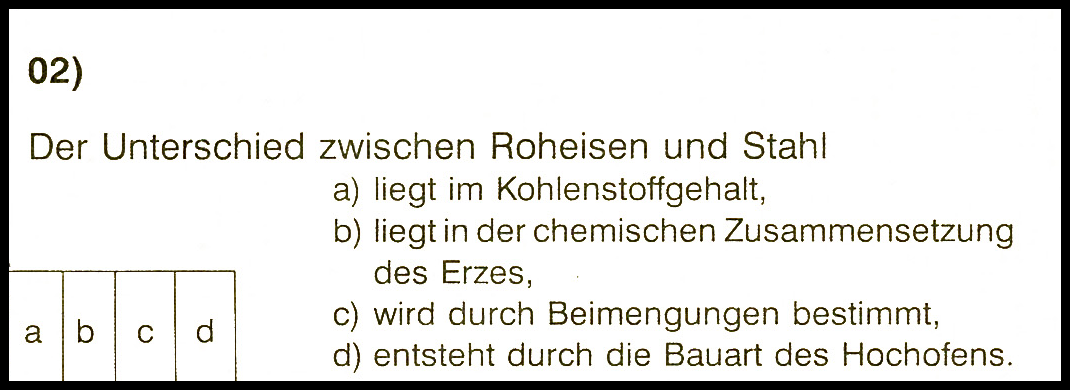 02)
Der Unterschied zwischen Roheisen und Stahl
a) liegt im Kohlenstoffgehalt,
b) liegt in der chemischen Zusammensetzung
des Erzes,
c) wird durch Beimengungen bestimmt,
d) entsteht durch die Bauart des Hochofens.
a b c d